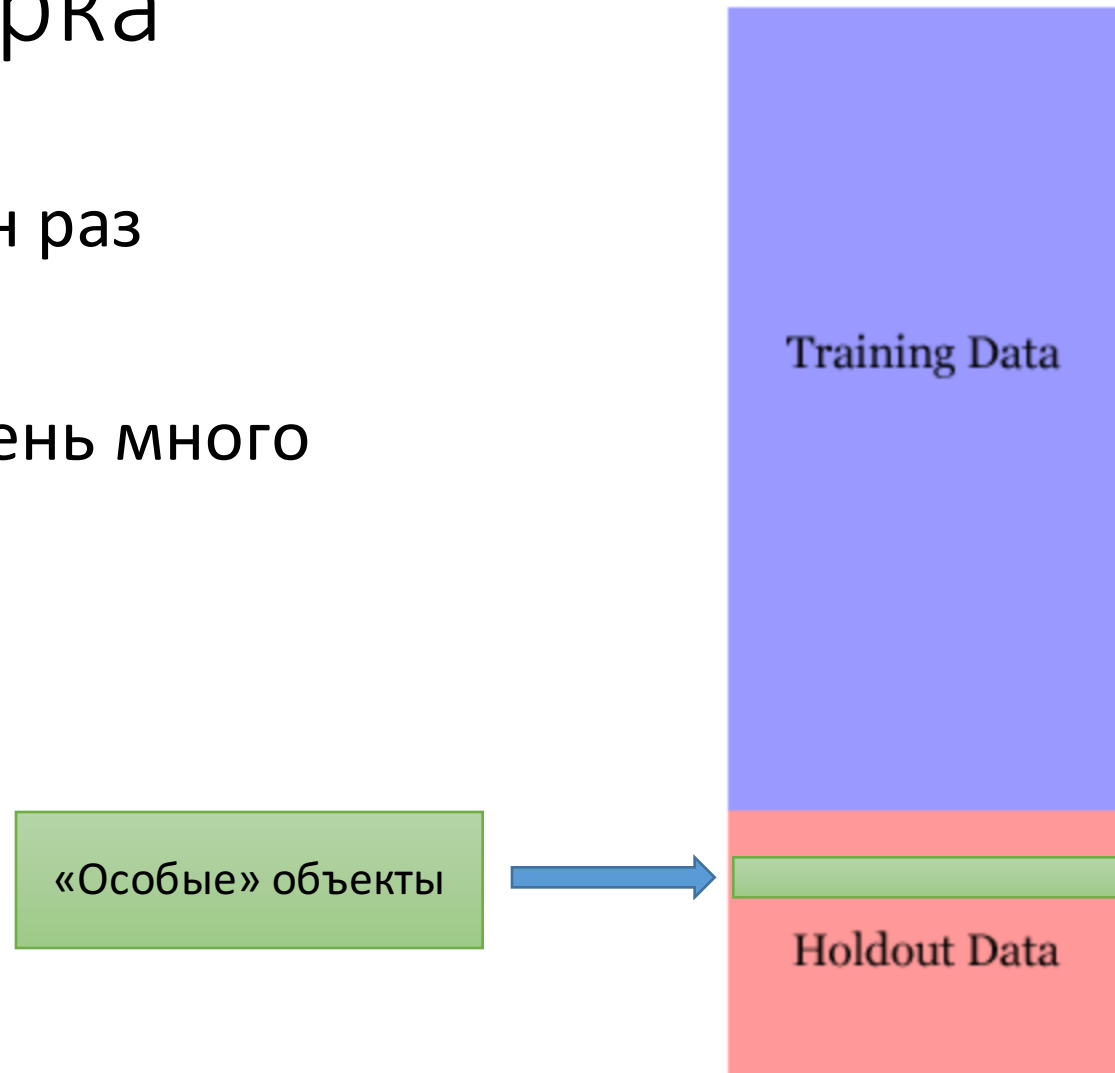 рка
н раз
ень много
Training Data
«Особые» объекты
Holdout Data